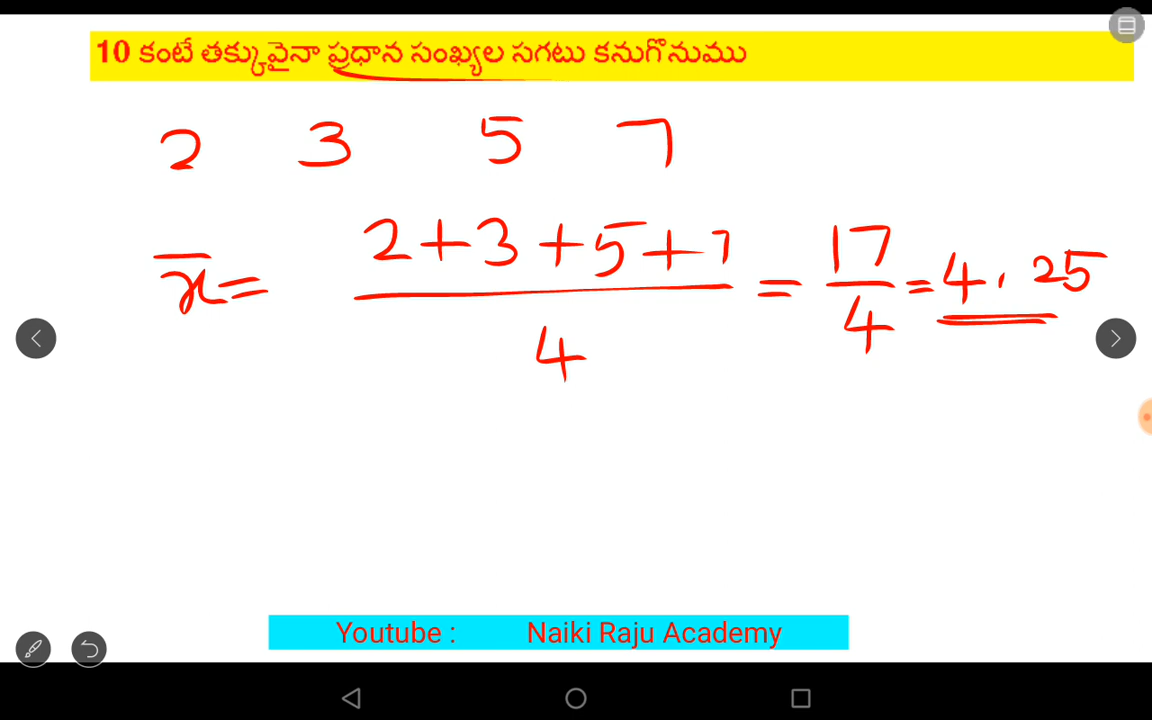 10 కంటే తక్కువైనా ప్రధాన సంఖ్యల సగటు కనుగొనుము
2 3 5 7
x̄ = 2+3+5+7 / 4 = 17 / 4 = 4.25
Youtube : Naiki Raju Academy